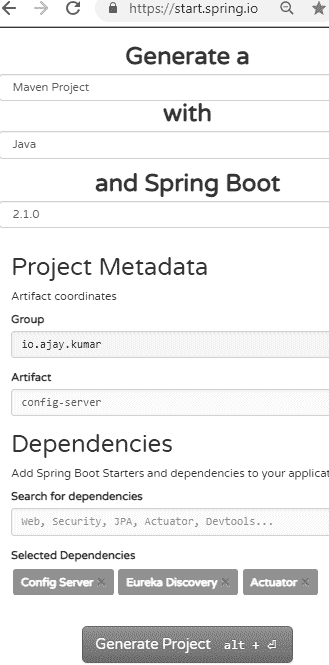 https://start.spring.io
Generate a
Maven Project
with
Java
and Spring Boot
2.1.0
Project Metadata
Artifact coordinates
Group
io.ajay.kumar
Artifact
config-server
Dependencies
Add Spring Boot Starters and dependencies to your applicat
Search for dependencies
Web, Security, JPA, Actuator, Devtools...
Selected Dependencies
Config Server × Eureka Discovery × Actuator ×
Generate Project alt + ⏎